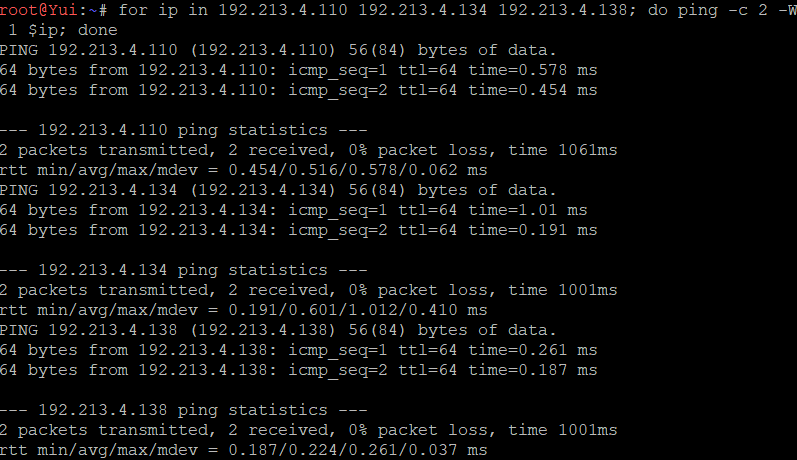 root@Yui:~# for ip in 192.213.4.110 192.213.4.134 192.213.4.138; do ping -c 2 -W
1 $ip; done
PING 192.213.4.110 (192.213.4.110) 56(84) bytes of data.
64 bytes from 192.213.4.110: icmp_seq=1 ttl=64 time=0.578 ms
64 bytes from 192.213.4.110: icmp_seq=2 ttl=64 time=0.454 ms
--- 192.213.4.110 ping statistics ---
2 packets transmitted, 2 received, 0% packet loss, time 1061ms
rtt min/avg/max/mdev = 0.454/0.516/0.578/0.062 ms
PING 192.213.4.134 (192.213.4.134) 56(84) bytes of data.
64 bytes from 192.213.4.134: icmp_seq=1 ttl=64 time=1.01 ms
64 bytes from 192.213.4.134: icmp_seq=2 ttl=64 time=0.191 ms
--- 192.213.4.134 ping statistics ---
2 packets transmitted, 2 received, 0% packet loss, time 1001ms
rtt min/avg/max/mdev = 0.191/0.601/1.012/0.410 ms
PING 192.213.4.138 (192.213.4.138) 56(84) bytes of data.
64 bytes from 192.213.4.138: icmp_seq=1 ttl=64 time=0.261 ms
64 bytes from 192.213.4.138: icmp_seq=2 ttl=64 time=0.187 ms
--- 192.213.4.138 ping statistics ---
2 packets transmitted, 2 received, 0% packet loss, time 1001ms
rtt min/avg/max/mdev = 0.187/0.224/0.261/0.037 ms